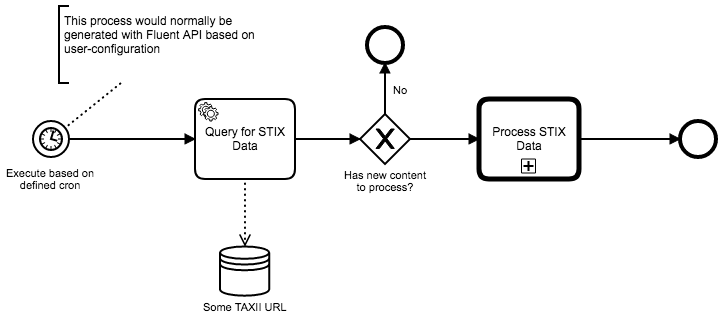 This process would normally be
generated with Fluent API based on
user-configuration
No
Query for STIX
Data
Process STIX
Data
Execute based on
defined cron
Has new content
to process?
Some TAXII URL